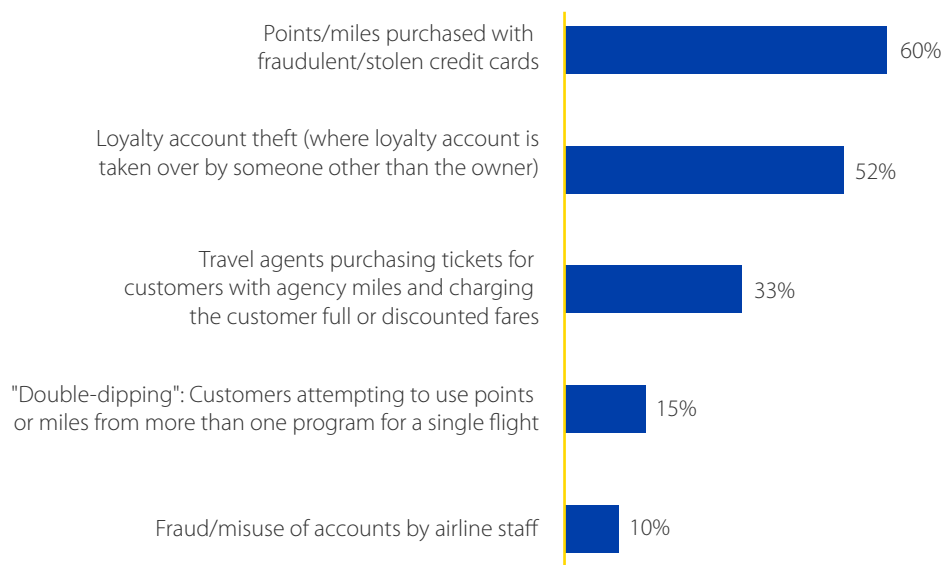 Points/miles purchased with
fraudulent/stolen credit cards
60%
Loyalty account theft (where loyalty account is
taken over by someone other than the owner)
52%
Travel agents purchasing tickets for
customers with agency miles and charging
the customer full or discounted fares
33%
"Double-dipping": Customers attempting to use points
or miles from more than one program for a single flight
15%
Fraud/misuse of accounts by airline staff
10%